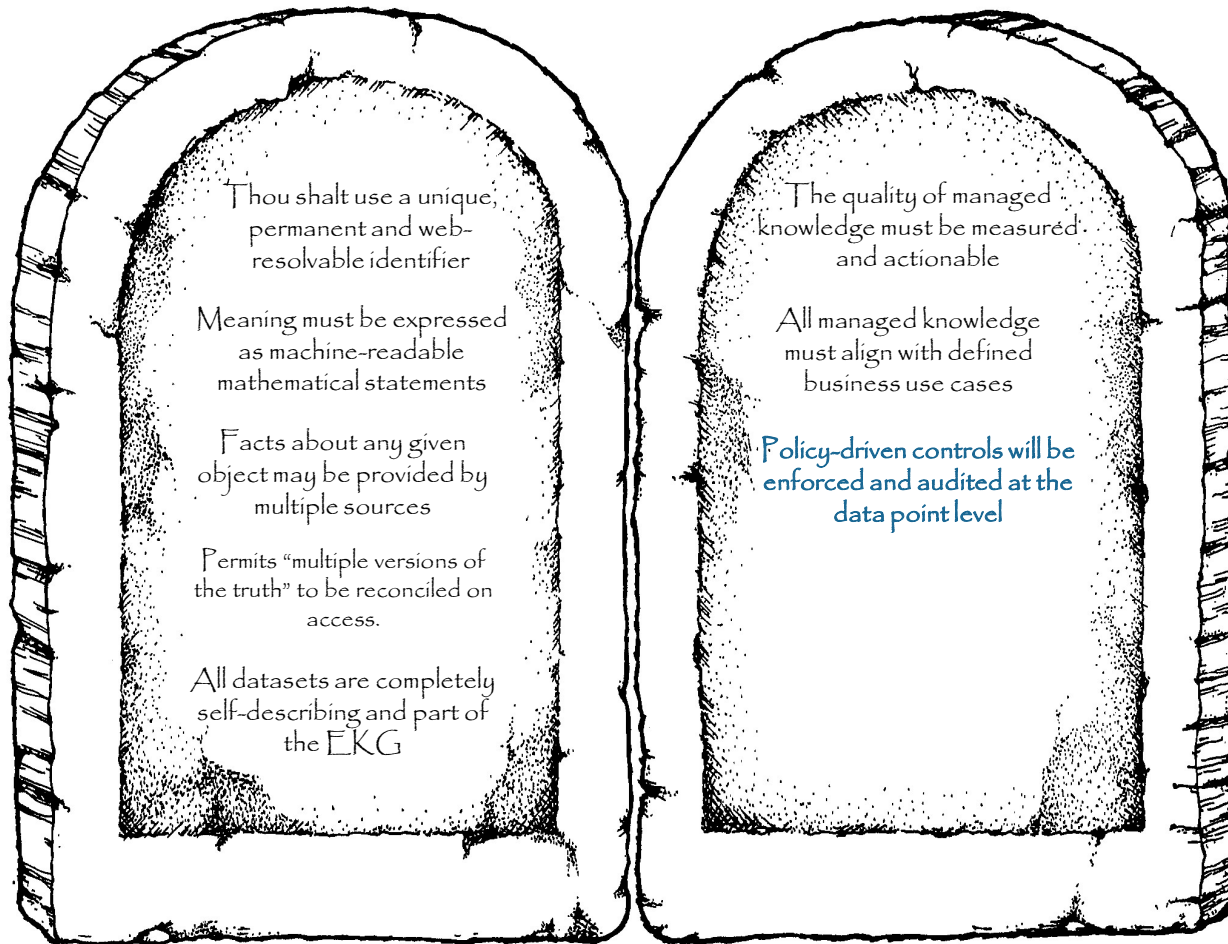 Thou shalt use a unique,
permanent and web-
resolvable identifier
Meaning must be expressed
as machine-readable
mathematical statements
Facts about any given
object may be provided by
multiple sources
Permits “multiple versions of
the truth” to be reconciled on
access.
All datasets are completely
self-describing and part of
the EKG
The quality of managed
knowledge must be measured
and actionable
All managed knowledge
must align with defined
business use cases
Policy-driven controls will be
enforced and audited at the
data point level